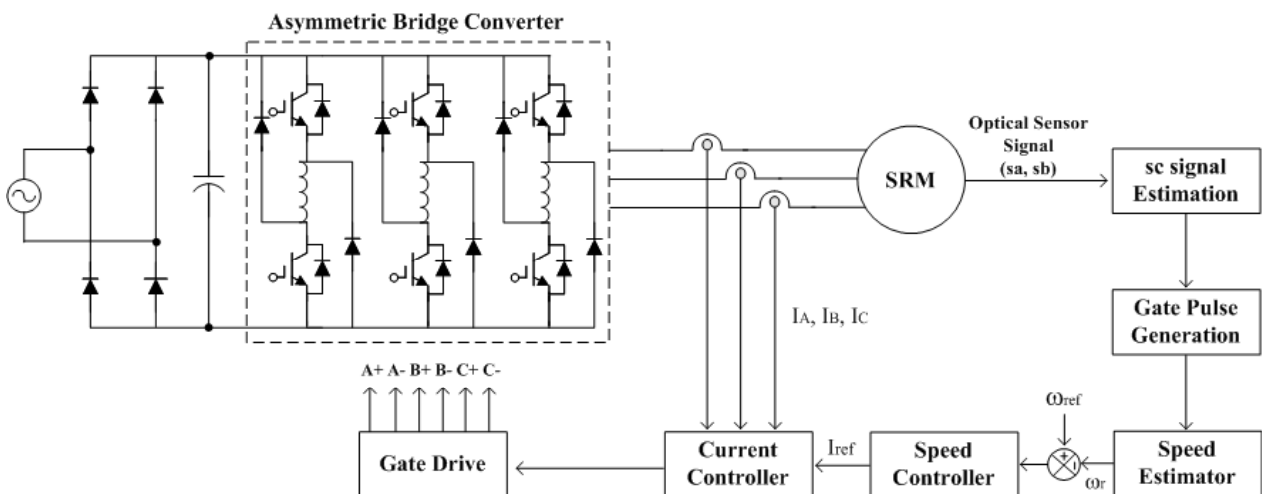 Asymmetric Bridge Converter
Optical Sensor
Signal
(sa, sb)
SRM
sc signal
Estimation
IA, IB, IC
Gate Pulse
Generation
A+ A- B+ B- C+ C-
ωref
Gate Drive
Current
Controller
Iref
Speed
Controller
+
-
ωr
Speed
Estimator